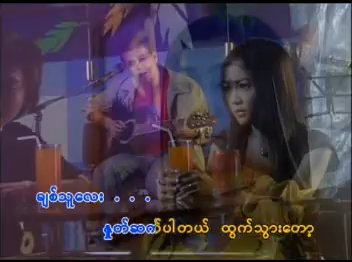 ချစ်သူလေး . . .
နှုတ်ဆက်ပါတယ် ထွက်သွားတော့